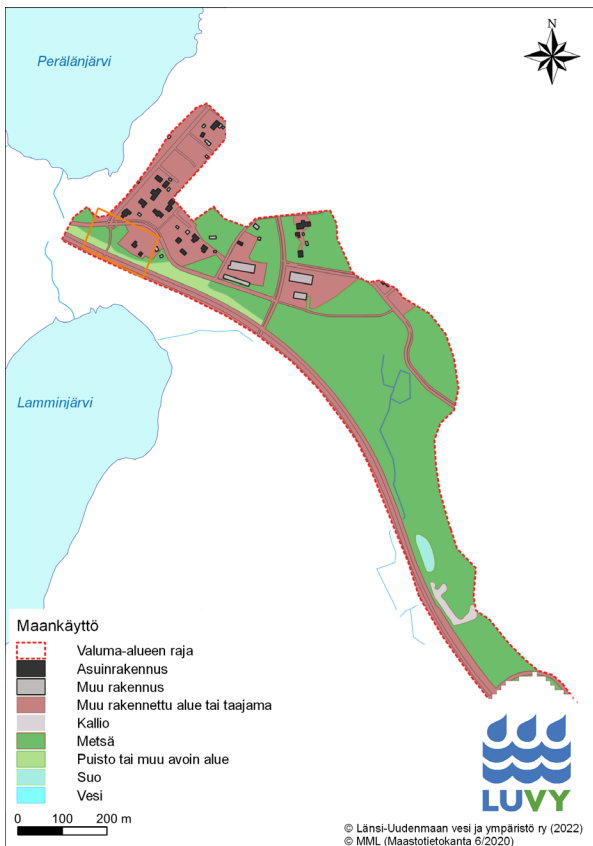 N
Perälänjärvi
Lamminjärvi
Maankäyttö
Valuma-alueen raja
Asuinrakennus
Muu rakennus
Muu rakennettu alue tai taajama
Kallio
Metsä
Puisto tai muu avoin alue
Suo
Vesi
0 100 200 m
LUVY
© Länsi-Uudenmaan vesi ja ympäristö ry (2022)
© MML (Maastotietokanta 6/2020)